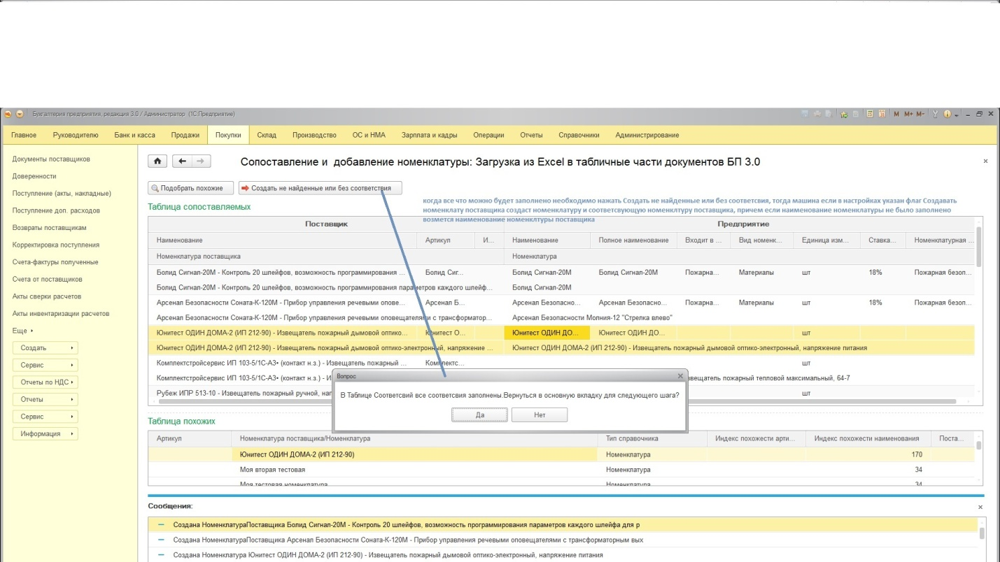 Бухгалтерия предприятия, редакция 3.0 / Администратор (1С:Предприятие)
M M+ M-
Главное Руководителю Банк и касса Продажи Покупки Склад Производство ОС и НМА Зарплата и кадры Операции Отчеты Справочники Администрирование
Документы поставщиков
Доверенности
Поступление (акты, накладные)
Поступление доп. расходов
Возвраты поставщикам
Корректировка поступления
Счета-фактуры полученные
Счета от поставщиков
Акты сверки расчетов
Акты инвентаризации расчетов
Еще
Создать
Сервис
Отчеты по НДС
Отчеты
Сервис
Информация
Сопоставление и добавление номенклатуры: Загрузка из Excel в табличные части документов БП 3.0
Подобрать похожие Создать не найденные или без соответствия
когда все что можно будет заполнено необходимо нажать Создать не найденные или без соответсвия, тогда машина если в настройках указан флаг Создавать
номенклату поставщика создаст номенклатуру и соответсвующую номенклтуру поставщика, причем если наименование номенклатуры не было заполнено
возмется наименование номенклтуры поставщика
Таблица сопоставляемых
Поставщик Предприятие
Наименование Артикул И... Наименование Полное наименование Входит в ... Вид номенк... Единица изм... Ставка... Номенклатурная ...
Номенклатура поставщика Номенклатура
Болид Сигнал-20М - Контроль 20 шлейфов, возможность программирования ... Болид Сиг... Болид Сигнал-20М Болид Сигнал-20М Пожарна... Материалы шт 18% Пожарная безоп...
Болид Сигнал-20М - Контроль 20 шлейфов, возможность программирования параметров каждого шлейф... Болид Сигнал-20М
Арсенал Безопасности Соната-К-120М - Прибор управления речевыми опове... Арсенал Б... Арсенал Безопасно... Арсенал Безопасно... Пожарна... Материалы шт 18% Пожарная безоп...
Арсенал Безопасности Соната-К-120М - Прибор управления речевыми оповещателями с трансформатор... Арсенал Безопасности Молния-12 "Стрелка влево"
Юнитест ОДИН ДОМА-2 (ИП 212-90) - Извещатель пожарный дымовой оптико... Юнитест О... Юнитест ОДИН ДО... Юнитест ОДИН ДО... шт
Юнитест ОДИН ДОМА-2 (ИП 212-90) - Извещатель пожарный дымовой оптико-электронный, напряжение ... Юнитест ОДИН ДОМА-2 (ИП 212-90) - Извещатель пожарный дымовой оптико-электронный, напряжение питания
Комплектстройсервис ИП 103-5/1С-А3• (контакт н.з.) - Извещатель пожарный ... Комплектс... шт
Комплектстройсервис ИП 103-5/1С-А3• (контакт н.з.) - И звещатель пожарный тепловой максимальный, 64-7
Рубеж ИПР 513-10 - Извещатель пожарный ручной, нап шт
Вопрос
В Таблице Соответсвий все соответсвия заполнены.Вернуться в основную вкладку для следующего шага?
Да Нет
Таблица похожих
Артикул Номенклатура поставщика/Номенклатура Тип справочника Индекс похожести арти... Индекс похожести наименования Поста...
Юнитест ОДИН ДОМА-2 (ИП 212-90) Номенклатура 170
Моя вторая тестовая Номенклатура 34
Моя тестовая номенклатура Номенклатура 34
Сообщения:
Создана НоменклатураПоставщика Болид Сигнал-20М - Контроль 20 шлейфов, возможность программирования параметров каждого шлейфа для р
Создана НоменклатураПоставщика Арсенал Безопасности Соната-К-120М - Прибор управления речевыми оповещателями с трансформаторным вых
Создана Номенклатура Юнитест ОДИН ДОМА-2 (ИП 212-90) - Извещатель пожарный дымовой оптико-электронный, напряжение питания